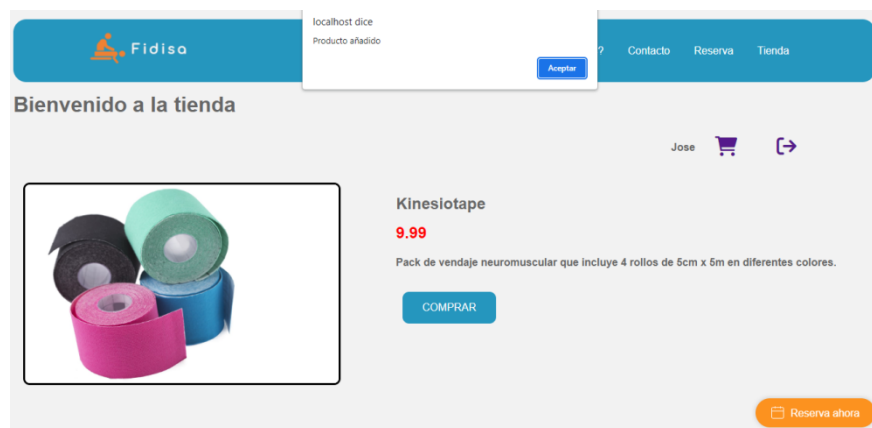 localhost dice
Producto añadido
Aceptar
Fidisa
? Contacto Reserva Tienda
Bienvenido a la tienda
Jose
Kinesiotape
9.99
Pack de vendaje neuromuscular que incluye 4 rollos de 5cm x 5m en diferentes colores.
COMPRAR
Reserva ahora